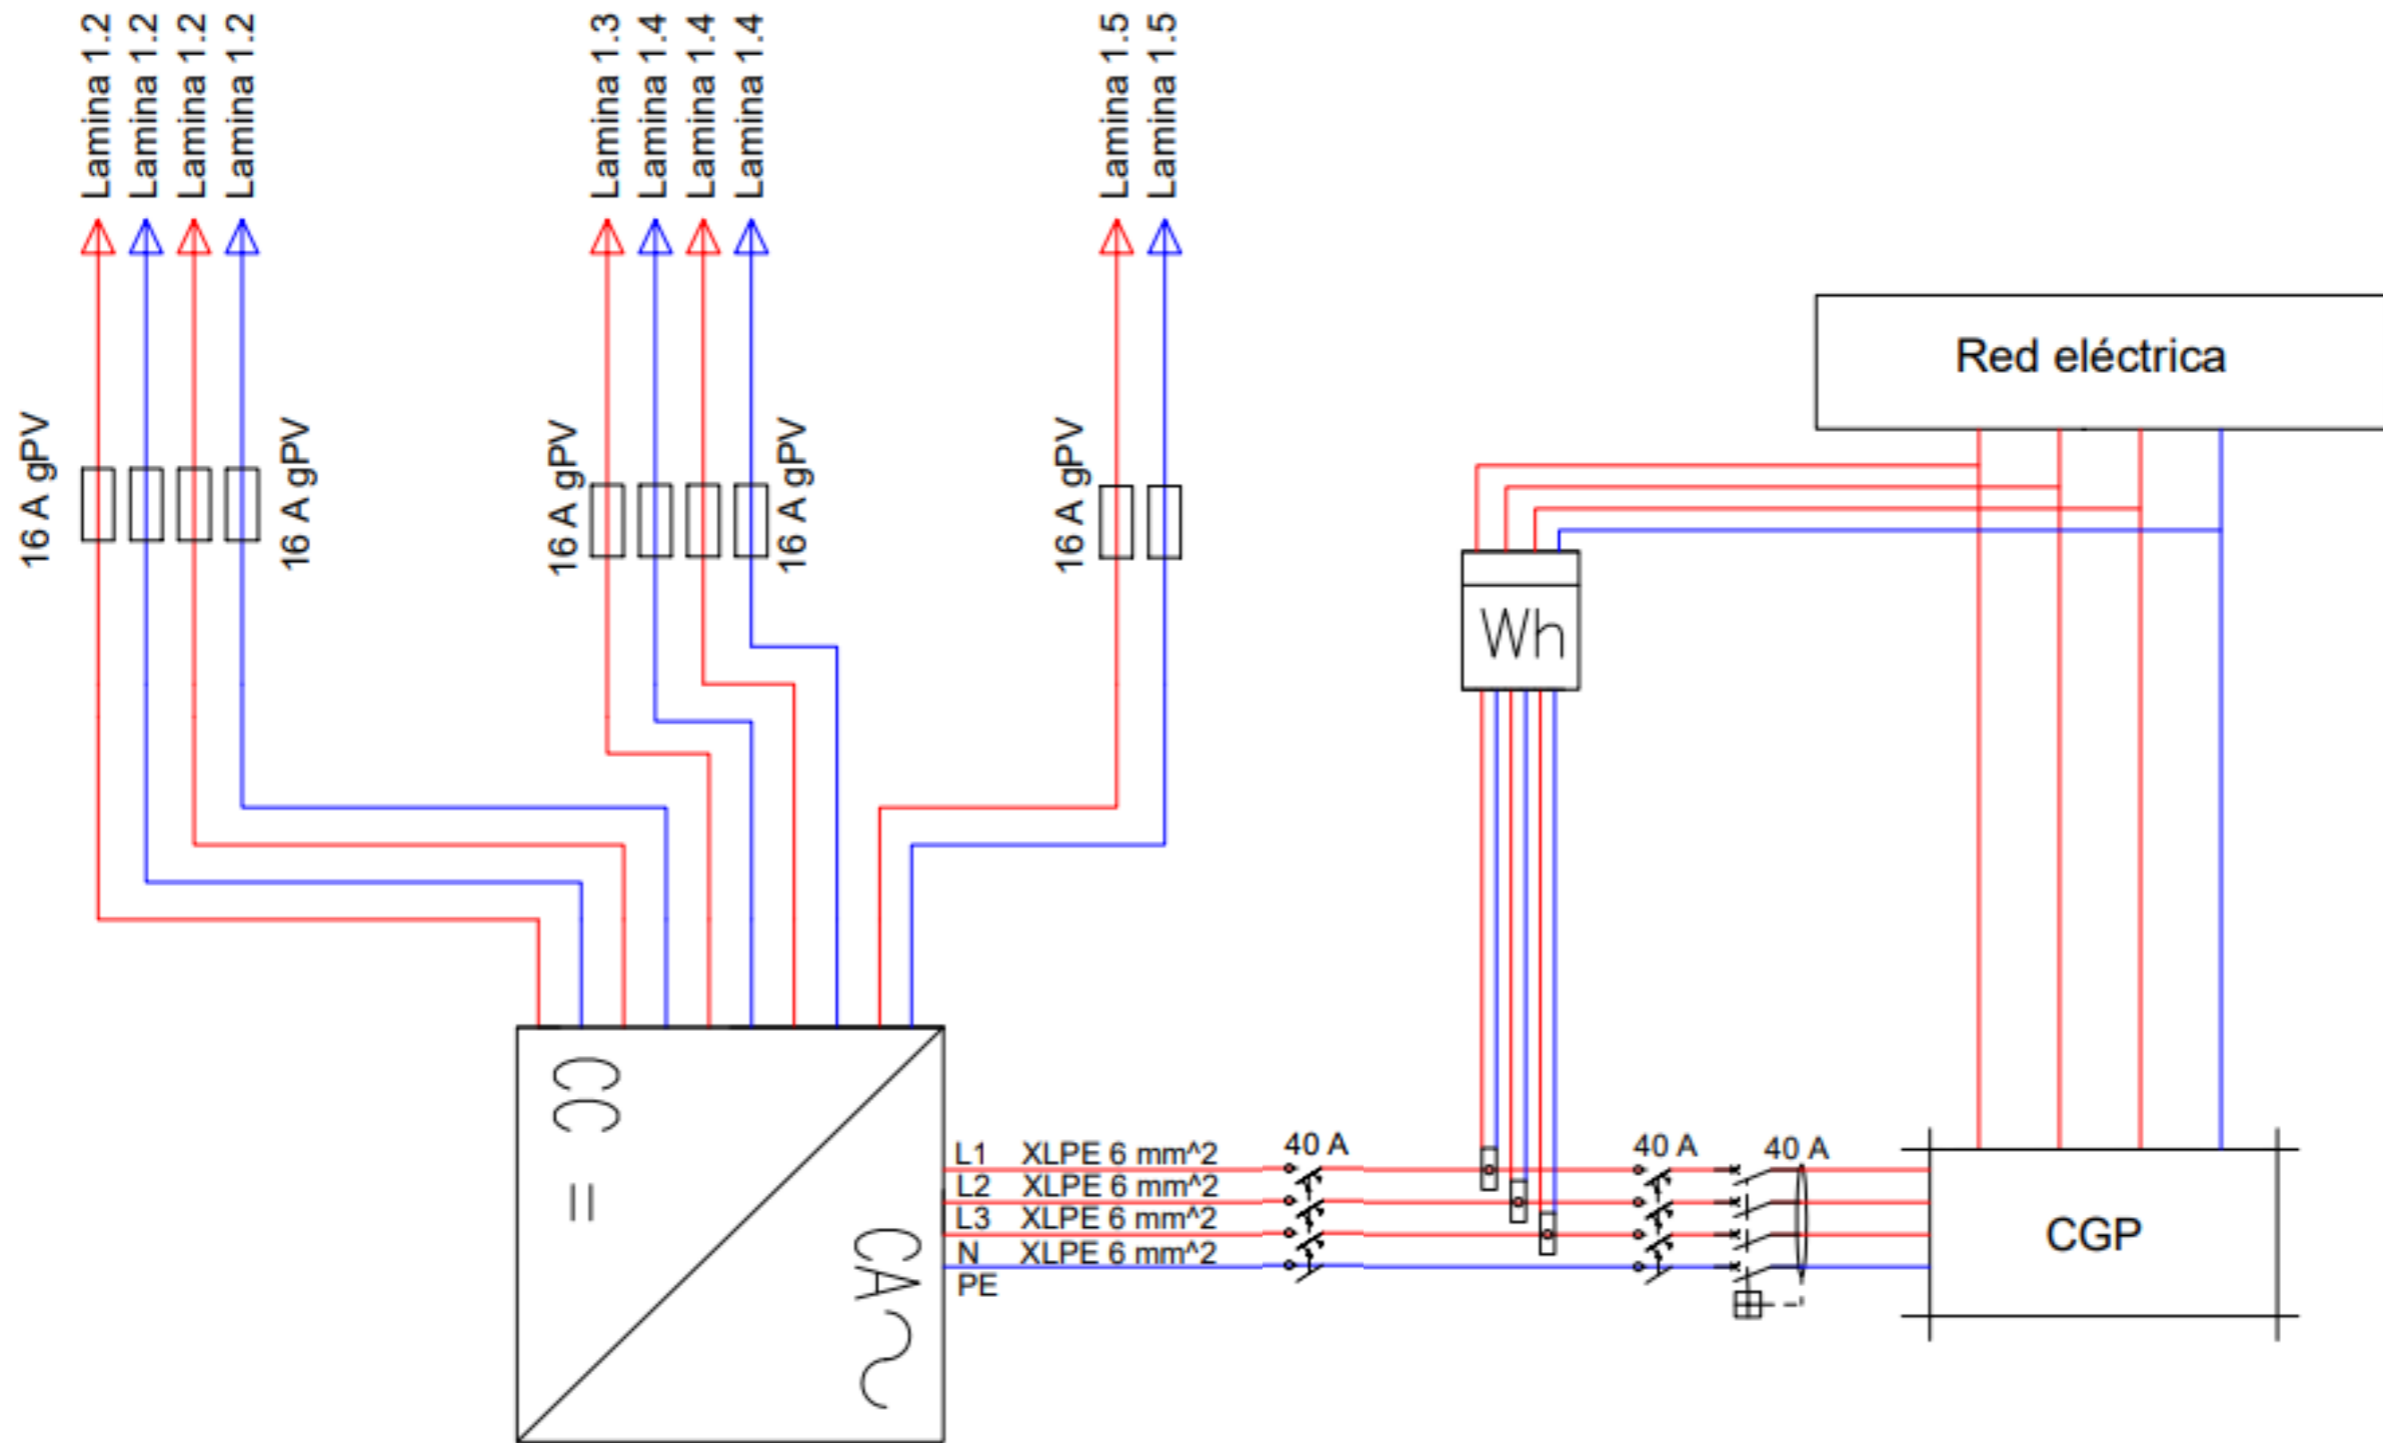 Lamina 1.2
Lamina 1.2
Lamina 1.2
Lamina 1.2
Lamina 1.3
Lamina 1.4
Lamina 1.4
Lamina 1.4
Lamina 1.5
Lamina 1.5
Red eléctrica
16 A gPV
16 A gPV
16 A gPV
16 A gPV
16 A gPV
Wh
CC =
CA
L1 XLPE 6 mm^2
L2 XLPE 6 mm^2
L3 XLPE 6 mm^2
N XLPE 6 mm^2
PE
40 A
40 A
40 A
CGP